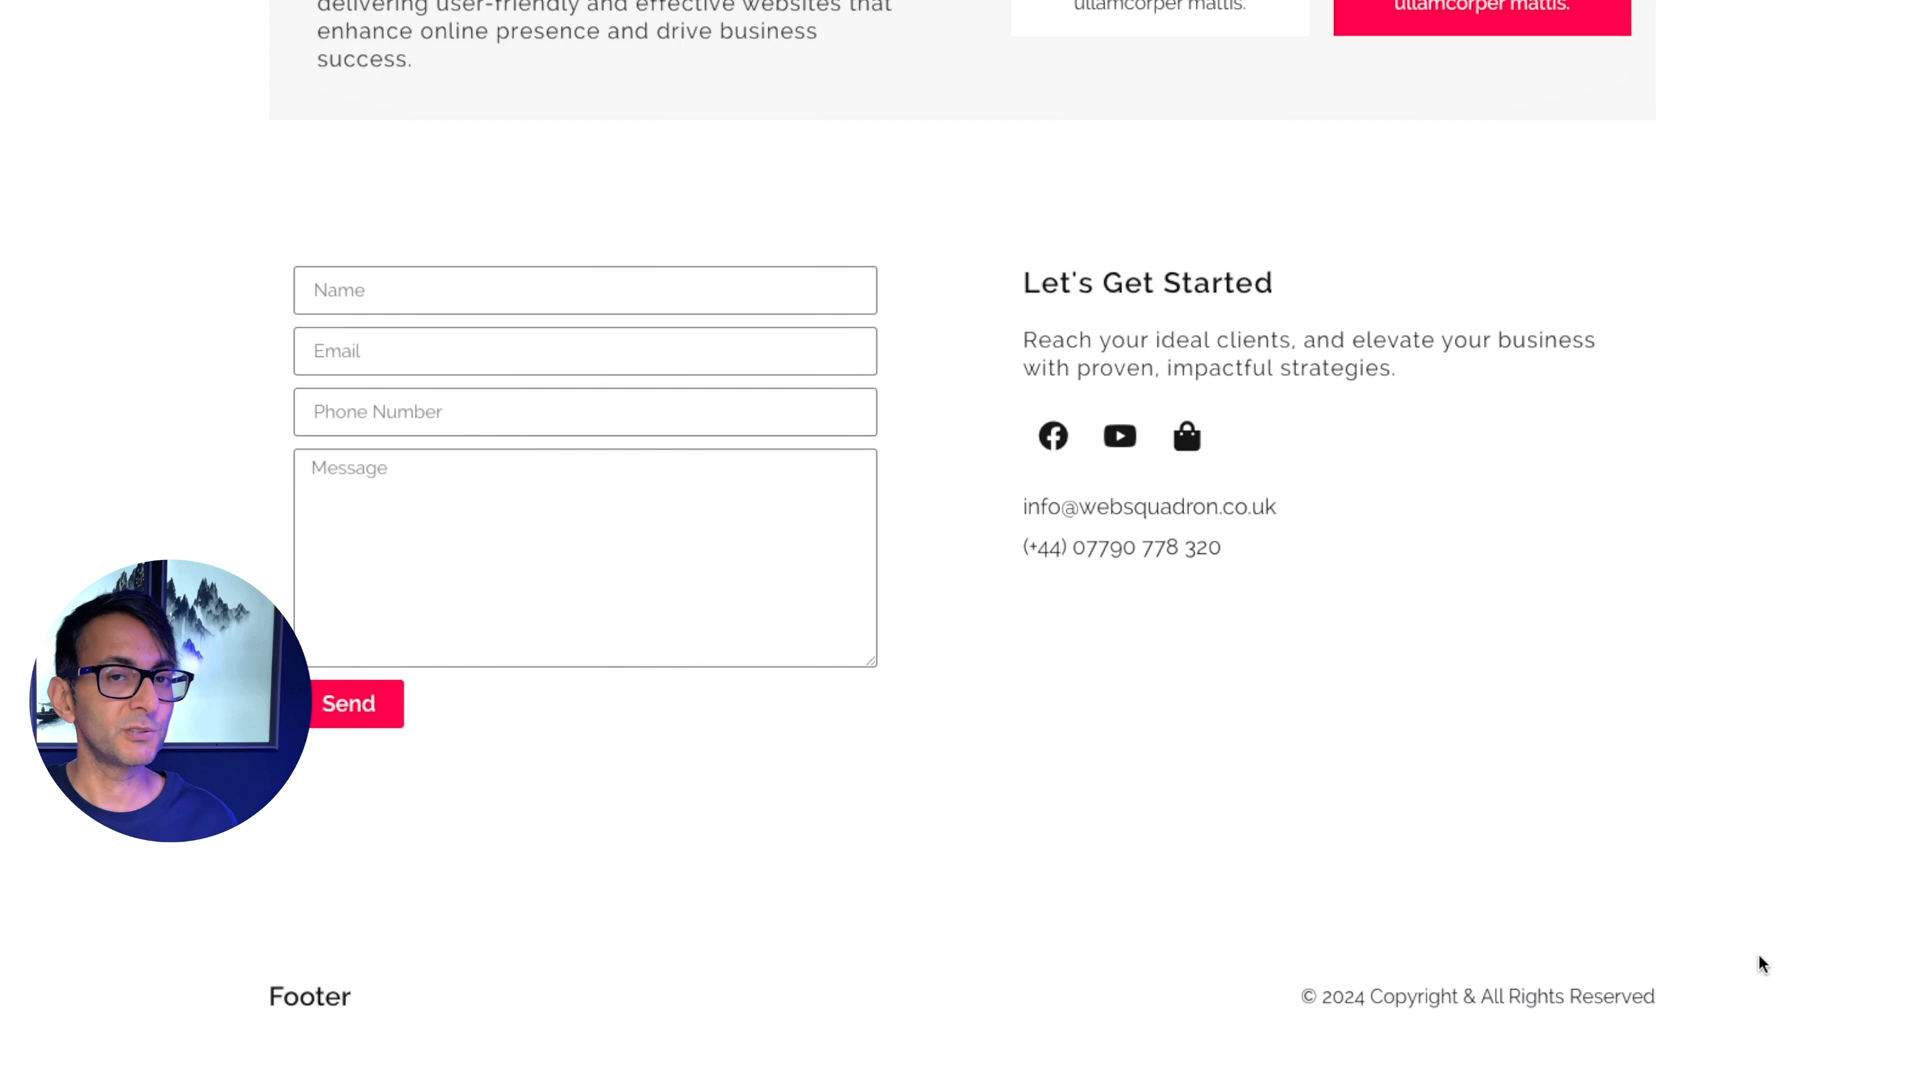 delivering user-friendly and effective websites that
enhance online presence and drive business
success.
ullamcorper mattis.
ullamcorper mattis.
Name
Email
Phone Number
Message
Send
Let's Get Started
Reach your ideal clients, and elevate your business
with proven, impactful strategies.
info@websquadron.co.uk
(+44) 07790 778 320
Footer
© 2024 Copyright & All Rights Reserved